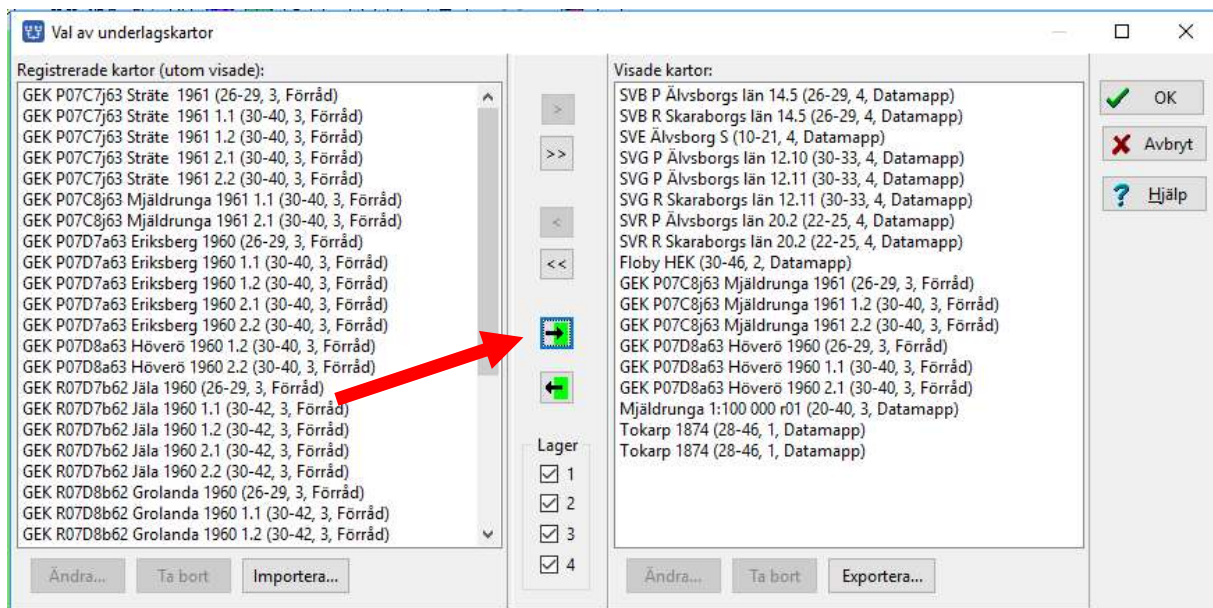 Val av underlagskartor
Registrerade kartor (utom visade):
GEK P07C7j63 Sträte 1961 (26-29, 3, Förråd)
GEK P07C7j63 Sträte 1961 1.1 (30-40, 3, Förråd)
GEK P07C7j63 Sträte 1961 1.2 (30-40, 3, Förråd)
GEK P07C7j63 Sträte 1961 2.1 (30-40, 3, Förråd)
GEK P07C7j63 Sträte 1961 2.2 (30-40, 3, Förråd)
GEK P07C8j63 Mjäldrunga 1961 1.1 (30-40, 3, Förråd)
GEK P07C8j63 Mjäldrunga 1961 2.1 (30-40, 3, Förråd)
GEK P07D7a63 Eriksberg 1960 (26-29, 3, Förråd)
GEK P07D7a63 Eriksberg 1960 1.1 (30-40, 3, Förråd)
GEK P07D7a63 Eriksberg 1960 1.2 (30-40, 3, Förråd)
GEK P07D7a63 Eriksberg 1960 2.1 (30-40, 3, Förråd)
GEK P07D7a63 Eriksberg 1960 2.2 (30-40, 3, Förråd)
GEK P07D8a63 Höverö 1960 1.2 (30-40, 3, Förråd)
GEK P07D8a63 Höverö 1960 2.2 (30-40, 3, Förråd)
GEK R07D7b62 Jäla 1960 (26-29, 3, Förråd)
GEK R07D7b62 Jäla 1960 1.1 (30-42, 3, Förråd)
GEK R07D7b62 Jäla 1960 1.2 (30-42, 3, Förråd)
GEK R07D7b62 Jäla 1960 2.1 (30-42, 3, Förråd)
GEK R07D7b62 Jäla 1960 2.2 (30-42, 3, Förråd)
GEK R07D8b62 Grolanda 1960 (26-29, 3, Förråd)
GEK R07D8b62 Grolanda 1960 1.1 (30-42, 3, Förråd)
GEK R07D8b62 Grolanda 1960 1.2 (30-42, 3, Förråd)
Ändra...
Ta bort
Importera...
>
>>
<
<<
Lager
1
2
3
4
Visade kartor:
SVB P Älvsborgs län 14.5 (26-29, 4, Datamapp)
SVB R Skaraborgs län 14.5 (26-29, 4, Datamapp)
SVE Älvsborg S (10-21, 4, Datamapp)
SVG P Älvsborgs län 12.10 (30-33, 4, Datamapp)
SVG P Älvsborgs län 12.11 (30-33, 4, Datamapp)
SVG R Skaraborgs län 12.11 (30-33, 4, Datamapp)
SVR P Älvsborgs län 20.2 (22-25, 4, Datamapp)
SVR R Skaraborgs län 20.2 (22-25, 4, Datamapp)
Floby HEK (30-46, 2, Datamapp)
GEK P07C8j63 Mjäldrunga 1961 (26-29, 3, Förråd)
GEK P07C8j63 Mjäldrunga 1961 1.2 (30-40, 3, Förråd)
GEK P07C8j63 Mjäldrunga 1961 2.2 (30-40, 3, Förråd)
GEK P07D8a63 Höverö 1960 (26-29, 3, Förråd)
GEK P07D8a63 Höverö 1960 1.1 (30-40, 3, Förråd)
GEK P07D8a63 Höverö 1960 2.1 (30-40, 3, Förråd)
Mjäldrunga 1:100 000 r01 (20-40, 3, Datamapp)
Tokarp 1874 (28-46, 1, Datamapp)
Tokarp 1874 (28-46, 1, Datamapp)
Ändra...
Ta bort
Exportera...
OK
Avbryt
Hjälp